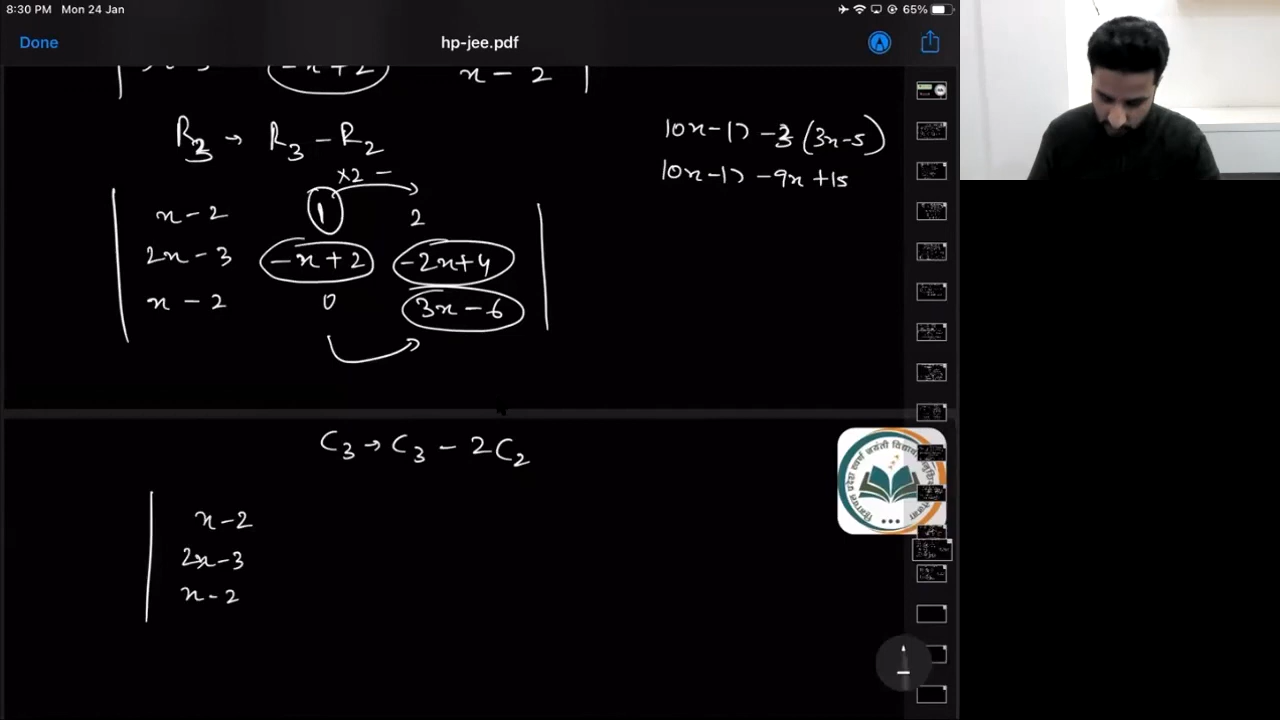 8:30 PM Mon 24 Jan
65%
Done
hp-jee.pdf
-x+2 x - 2
R3 → R3 - R2
10x-17 -3(3x-5)
10x-17 -9x+15
×2 -
x-2 1 2
2x-3 -x+2 -2x+4
x-2 0 3x-6
C3 → C3 - 2C2
x-2
2x-3
x-2